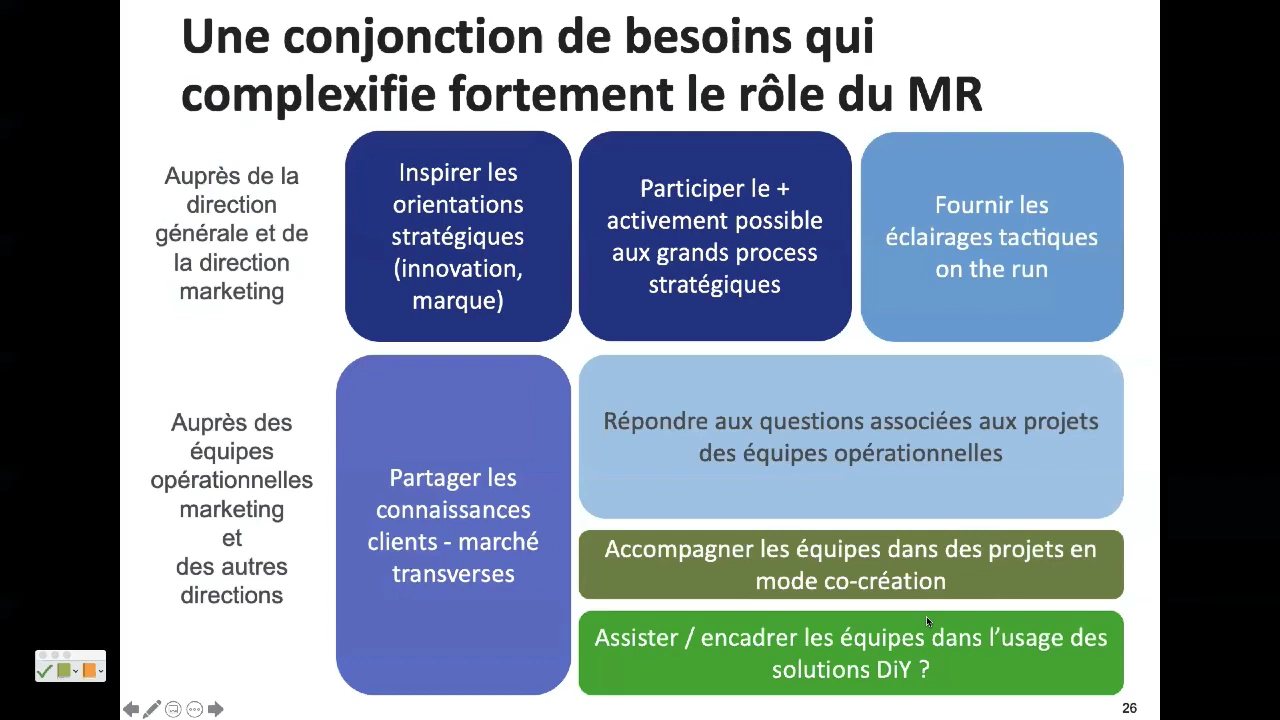 Une conjonction de besoins qui
complexifie fortement le rôle du MR
Auprès de la
direction
générale et de
la direction
marketing
Inspirer les
orientations
stratégiques
(innovation,
marque)
Participer le +
activement possible
aux grands process
stratégiques
Fournir les
éclairages tactiques
on the run
Auprès des
équipes
opérationnelles
marketing
et
des autres
directions
Partager les
connaissances
clients - marché
transverses
Répondre aux questions associées aux projets
des équipes opérationnelles
Accompagner les équipes dans des projets en
mode co-création
Assister / encadrer les équipes dans l’usage des
solutions DiY ?
26